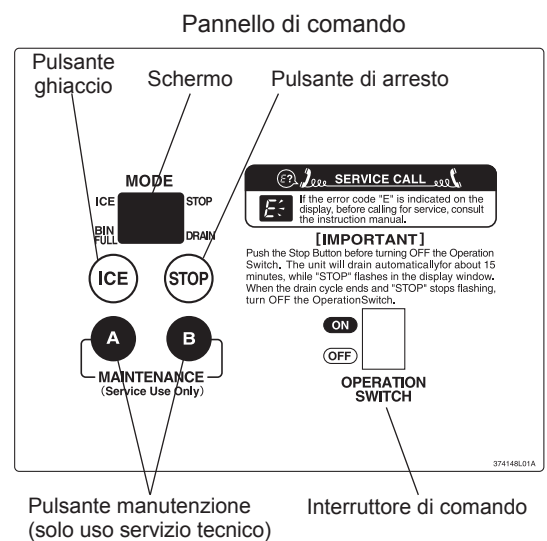 Pannello di comando
Pulsante
ghiaccio
Schermo
Pulsante di arresto
MODE
ICE
STOP
BIN
FULL
DRAIN
ICE
STOP
A
B
MAINTENANCE
(Service Use Only)
E?
SERVICE CALL
E
If the error code "E" is indicated on the
display, before calling for service, consult
the instruction manual.
[IMPORTANT]
Push the Stop Button before turning OFF the Operation
Switch. The unit will drain automaticallyfor about 15
minutes, while "STOP" flashes in the display window.
When the drain cycle ends and "STOP" stops flashing,
turn OFF the OperationSwitch.
ON
OFF
OPERATION
SWITCH
374148L01A
Pulsante manutenzione
(solo uso servizio tecnico)
Interruttore di comando